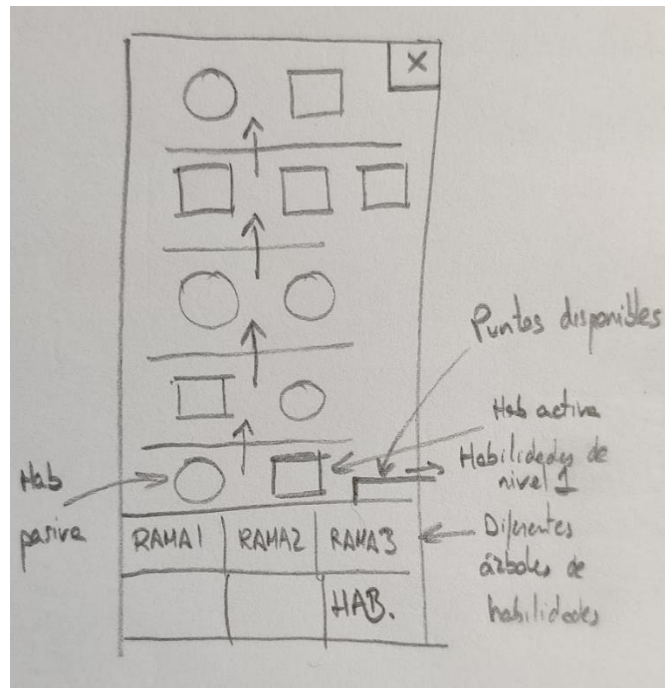 X
Puntos disponibles
Hab activa
Habilidades de
nivel 1
Hab
pasiva
RAMA1 RAMA2 RAMA3
Diferentes
árboles de
habilidades
HAB.